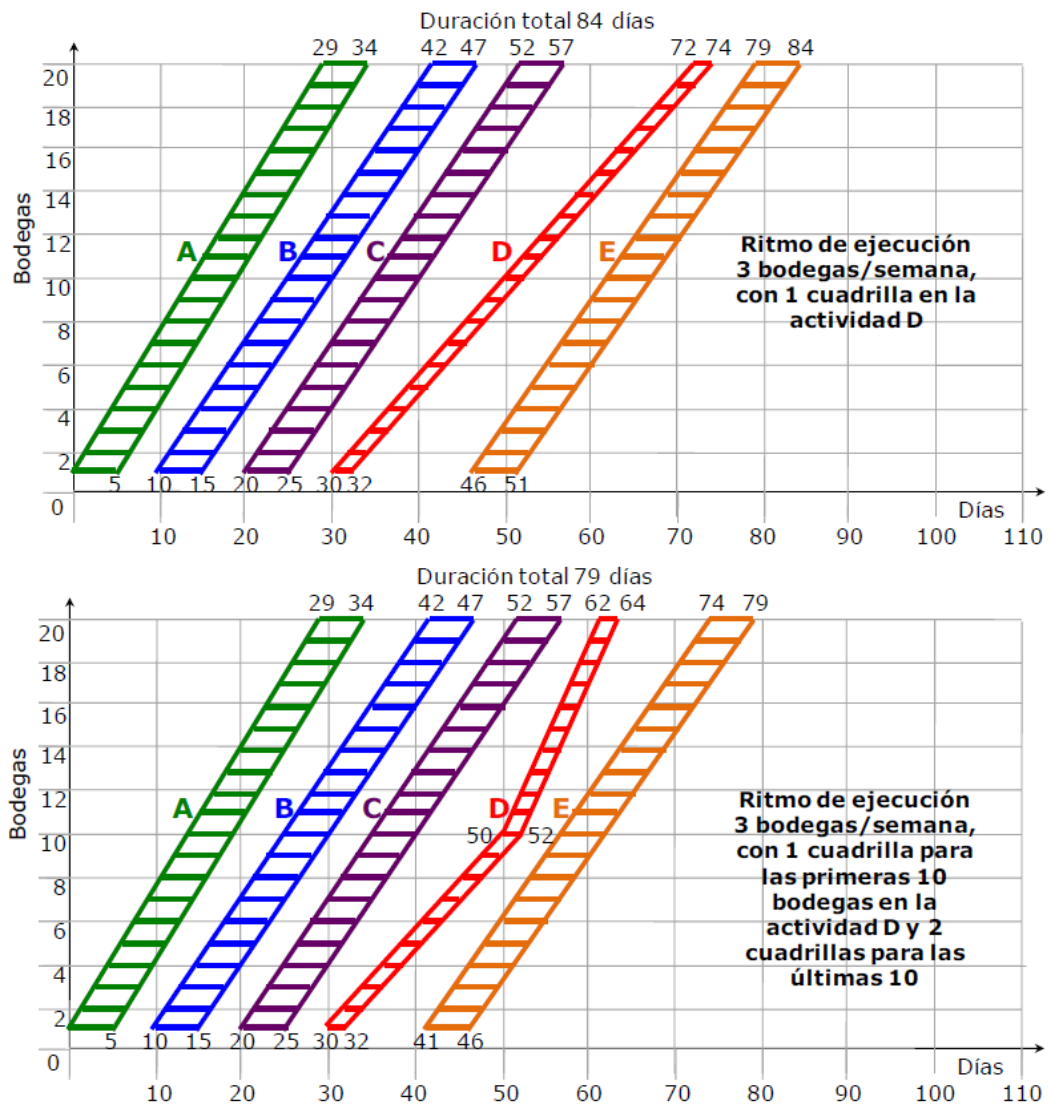 Duración total 84 días
29 34 42 47 52 57 72 74 79 84
20
18
16
14
12
10
8
6
4
2
0
Bodegas
A B C D E
Ritmo de ejecución
3 bodegas/semana,
con 1 cuadrilla en la
actividad D
5 10 15 20 25 30 32 46 51
Días
10 20 30 40 50 60 70 80 90 100 110
Duración total 79 días
29 34 42 47 52 57 62 64 74 79
20
18
16
14
12
10
8
6
4
2
0
Bodegas
A B C D E
50 52
Ritmo de ejecución
3 bodegas/semana,
con 1 cuadrilla para
las primeras 10
bodegas en la
actividad D y 2
cuadrillas para las
últimas 10
5 10 15 20 25 30 32 41 46
Días
10 20 30 40 50 60 70 80 90 100 110